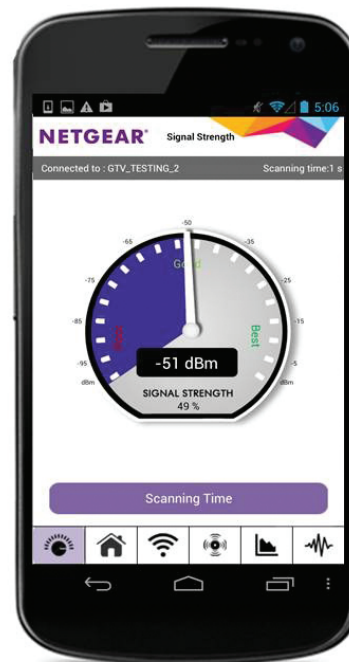 5:06
NETGEAR® Signal Strength
Connected to : GTV_TESTING_2 Scanning time:1 s
-50
-65 -35
Good
-75 -25
-85 -15
Best
-95 -5
-51 dBm
dBm
SIGNAL STRENGTH
49 %
Scanning Time